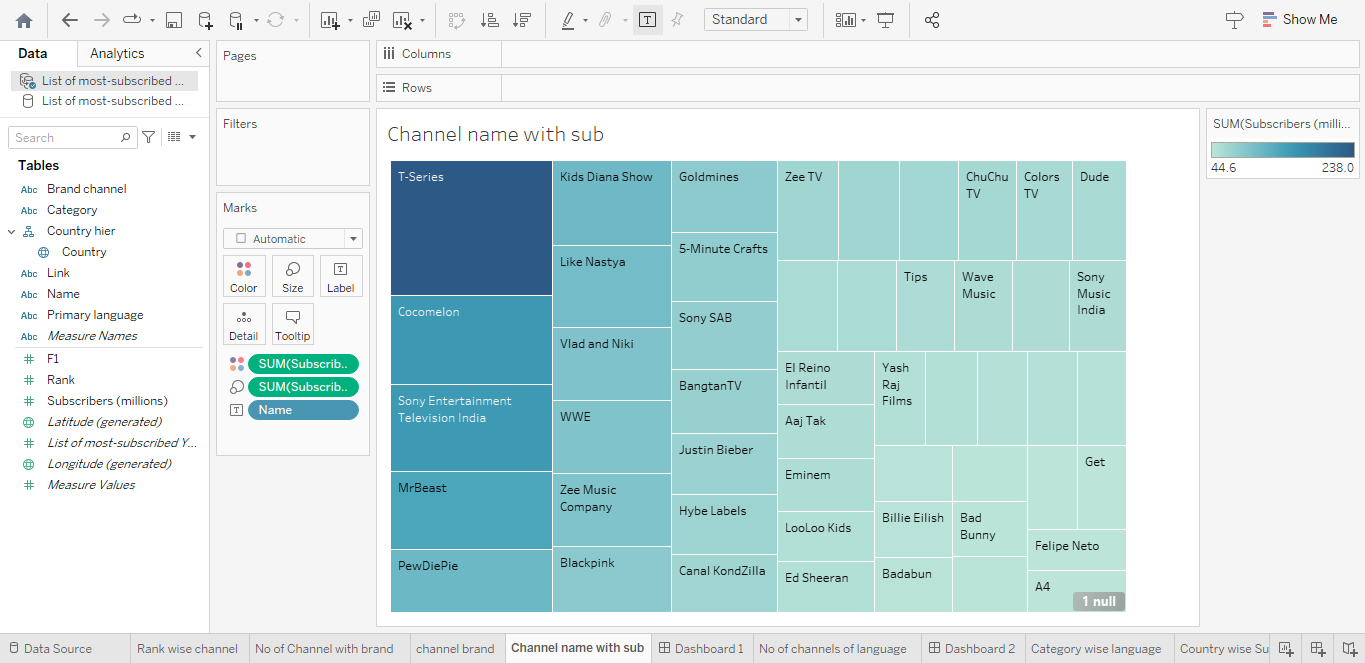 Standard
Show Me
Data
Analytics
List of most-subscribed ...
List of most-subscribed ...
Search
Tables
Abc Brand channel
Abc Category
Country hier
Country
Abc Link
Abc Name
Abc Primary language
Abc Measure Names
F1
Rank
Subscribers (millions)
Latitude (generated)
List of most-subscribed Y...
Longitude (generated)
Measure Values
Pages
Filters
Marks
Automatic
Color
Size
Label
Detail
Tooltip
SUM(Subscrib..
SUM(Subscrib..
Name
Columns
Rows
Channel name with sub
T-Series
Cocomelon
Sony Entertainment
Television India
MrBeast
PewDiePie
Kids Diana Show
Like Nastya
Vlad and Niki
WWE
Zee Music
Company
Blackpink
Goldmines
5-Minute Crafts
Sony SAB
BangtanTV
Justin Bieber
Hybe Labels
Canal KondZilla
Zee TV
ChuChu
TV
Colors
TV
Dude
Tips
Wave
Music
Sony
Music
India
El Reino
Infantil
Aaj Tak
Eminem
LooLoo Kids
Ed Sheeran
Yash
Raj
Films
Billie Eilish
Badabun
Bad
Bunny
Get
Felipe Neto
A4
1 null
SUM(Subscribers (milli...
44.6
238.0
Data Source
Rank wise channel
No of Channel with brand
channel brand
Channel name with sub
Dashboard 1
No of channels of language
Dashboard 2
Category wise language
Country wise Su